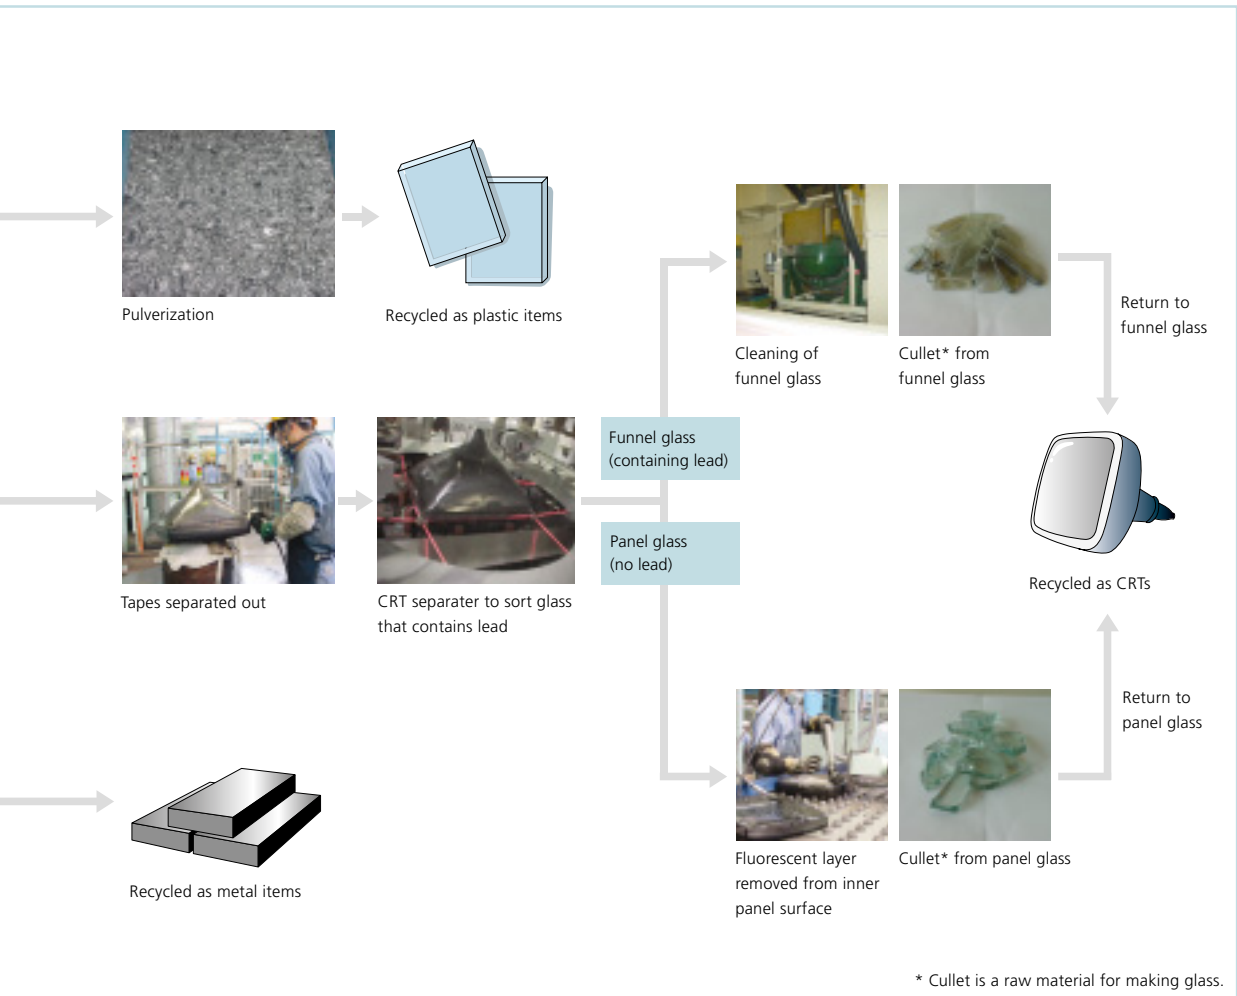 Pulverization
Recycled as plastic items
Cleaning of
funnel glass
Cullet* from
funnel glass
Return to
funnel glass
Funnel glass
(containing lead)
Panel glass
(no lead)
Tapes separated out
CRT separater to sort glass
that contains lead
Recycled as CRTs
Return to
panel glass
Fluorescent layer
removed from inner
panel surface
Cullet* from panel glass
Recycled as metal items
* Cullet is a raw material for making glass.